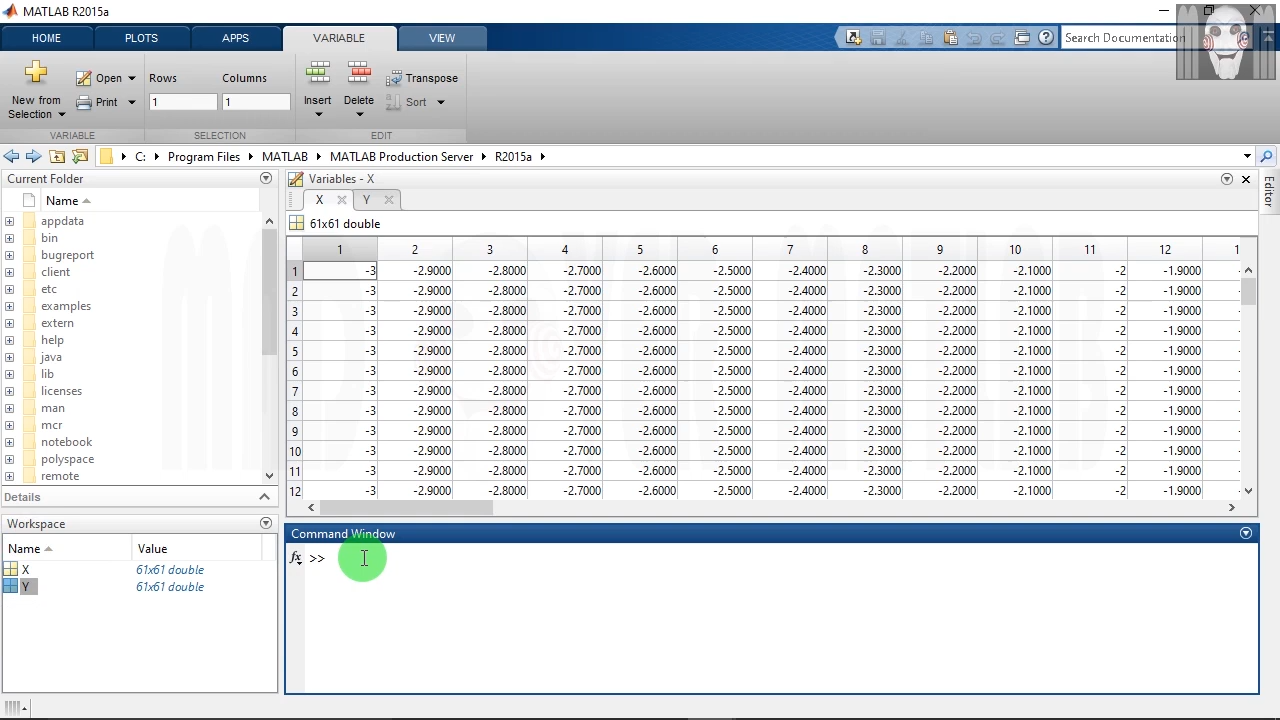 MATLAB R2015a
HOME PLOTS APPS VARIABLE VIEW
Search Documentation
New from Selection
Open
Print
Rows
1
Columns
1
Insert
Delete
Transpose
Sort
VARIABLE SELECTION EDIT
C: Program Files MATLAB MATLAB Production Server R2015a
Current Folder
Name
appdata
bin
bugreport
client
etc
examples
extern
help
java
lib
licenses
man
mcr
notebook
polyspace
remote
Details
Workspace
Name Value
X 61x61 double
Y 61x61 double
Variables - X
X Y
61x61 double
1 2 3 4 5 6 7 8 9 10 11 12 1
1 -3 -2.9000 -2.8000 -2.7000 -2.6000 -2.5000 -2.4000 -2.3000 -2.2000 -2.1000 -2 -1.9000 -
2 -3 -2.9000 -2.8000 -2.7000 -2.6000 -2.5000 -2.4000 -2.3000 -2.2000 -2.1000 -2 -1.9000 -
3 -3 -2.9000 -2.8000 -2.7000 -2.6000 -2.5000 -2.4000 -2.3000 -2.2000 -2.1000 -2 -1.9000 -
4 -3 -2.9000 -2.8000 -2.7000 -2.6000 -2.5000 -2.4000 -2.3000 -2.2000 -2.1000 -2 -1.9000 -
5 -3 -2.9000 -2.8000 -2.7000 -2.6000 -2.5000 -2.4000 -2.3000 -2.2000 -2.1000 -2 -1.9000 -
6 -3 -2.9000 -2.8000 -2.7000 -2.6000 -2.5000 -2.4000 -2.3000 -2.2000 -2.1000 -2 -1.9000 -
7 -3 -2.9000 -2.8000 -2.7000 -2.6000 -2.5000 -2.4000 -2.3000 -2.2000 -2.1000 -2 -1.9000 -
8 -3 -2.9000 -2.8000 -2.7000 -2.6000 -2.5000 -2.4000 -2.3000 -2.2000 -2.1000 -2 -1.9000 -
9 -3 -2.9000 -2.8000 -2.7000 -2.6000 -2.5000 -2.4000 -2.3000 -2.2000 -2.1000 -2 -1.9000 -
10 -3 -2.9000 -2.8000 -2.7000 -2.6000 -2.5000 -2.4000 -2.3000 -2.2000 -2.1000 -2 -1.9000 -
11 -3 -2.9000 -2.8000 -2.7000 -2.6000 -2.5000 -2.4000 -2.3000 -2.2000 -2.1000 -2 -1.9000 -
12 -3 -2.9000 -2.8000 -2.7000 -2.6000 -2.5000 -2.4000 -2.3000 -2.2000 -2.1000 -2 -1.9000 -
Editor
Command Window
fx >>